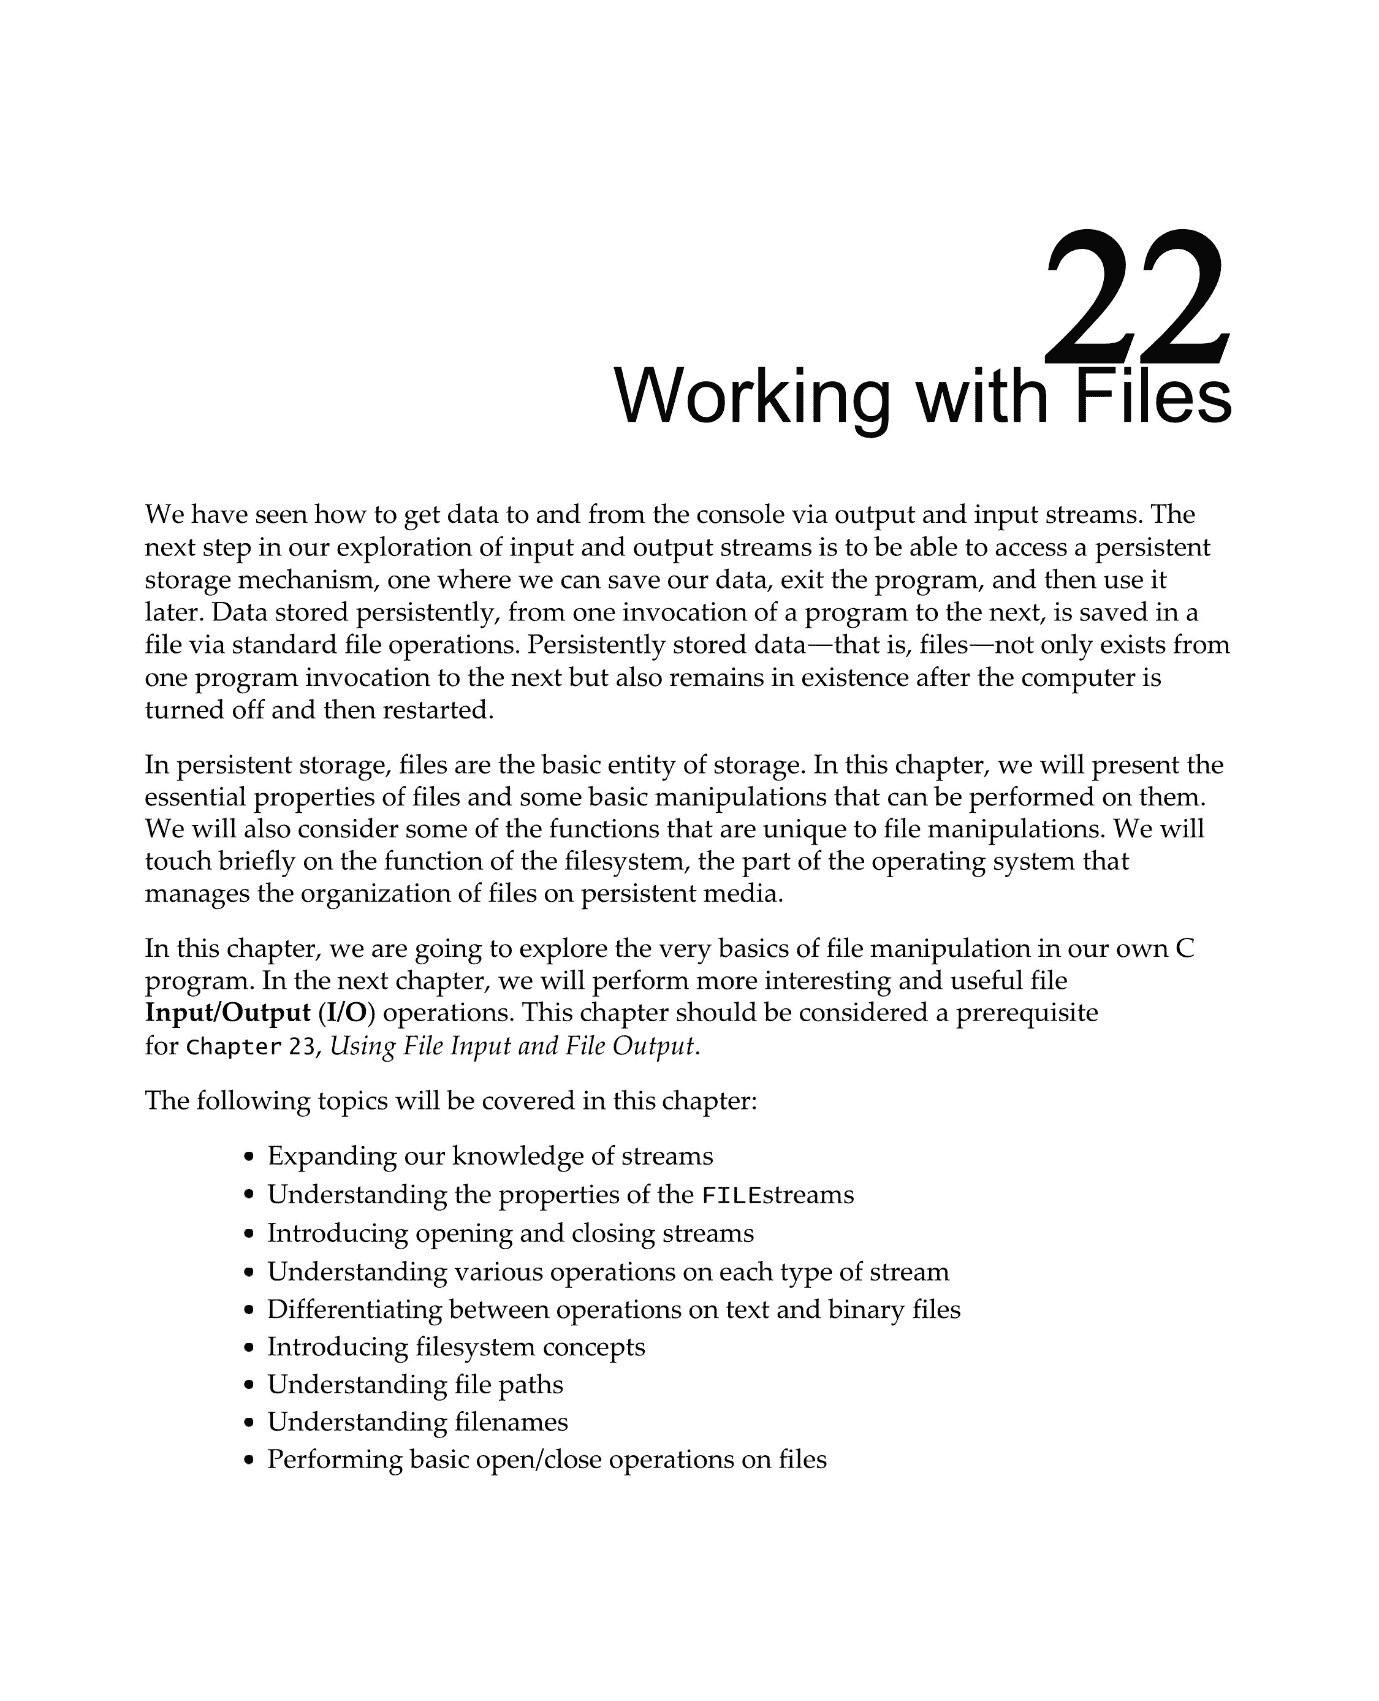 22
Working with Files
We have seen how to get data to and from the console via output and input streams. The
next step in our exploration of input and output streams is to be able to access a persistent
storage mechanism, one where we can save our data, exit the program, and then use it
later. Data stored persistently, from one invocation of a program to the next, is saved in a
file via standard file operations. Persistently stored data—that is, files—not only exists from
one program invocation to the next but also remains in existence after the computer is
turned off and then restarted.
In persistent storage, files are the basic entity of storage. In this chapter, we will present the
essential properties of files and some basic manipulations that can be performed on them.
We will also consider some of the functions that are unique to file manipulations. We will
touch briefly on the function of the filesystem, the part of the operating system that
manages the organization of files on persistent media.
In this chapter, we are going to explore the very basics of file manipulation in our own C
program. In the next chapter, we will perform more interesting and useful file
Input/Output (I/O) operations. This chapter should be considered a prerequisite
for Chapter 23, Using File Input and File Output.
The following topics will be covered in this chapter:
• Expanding our knowledge of streams
• Understanding the properties of the FILEstreams
• Introducing opening and closing streams
• Understanding various operations on each type of stream
• Differentiating between operations on text and binary files
• Introducing filesystem concepts
• Understanding file paths
• Understanding filenames
• Performing basic open/close operations on files